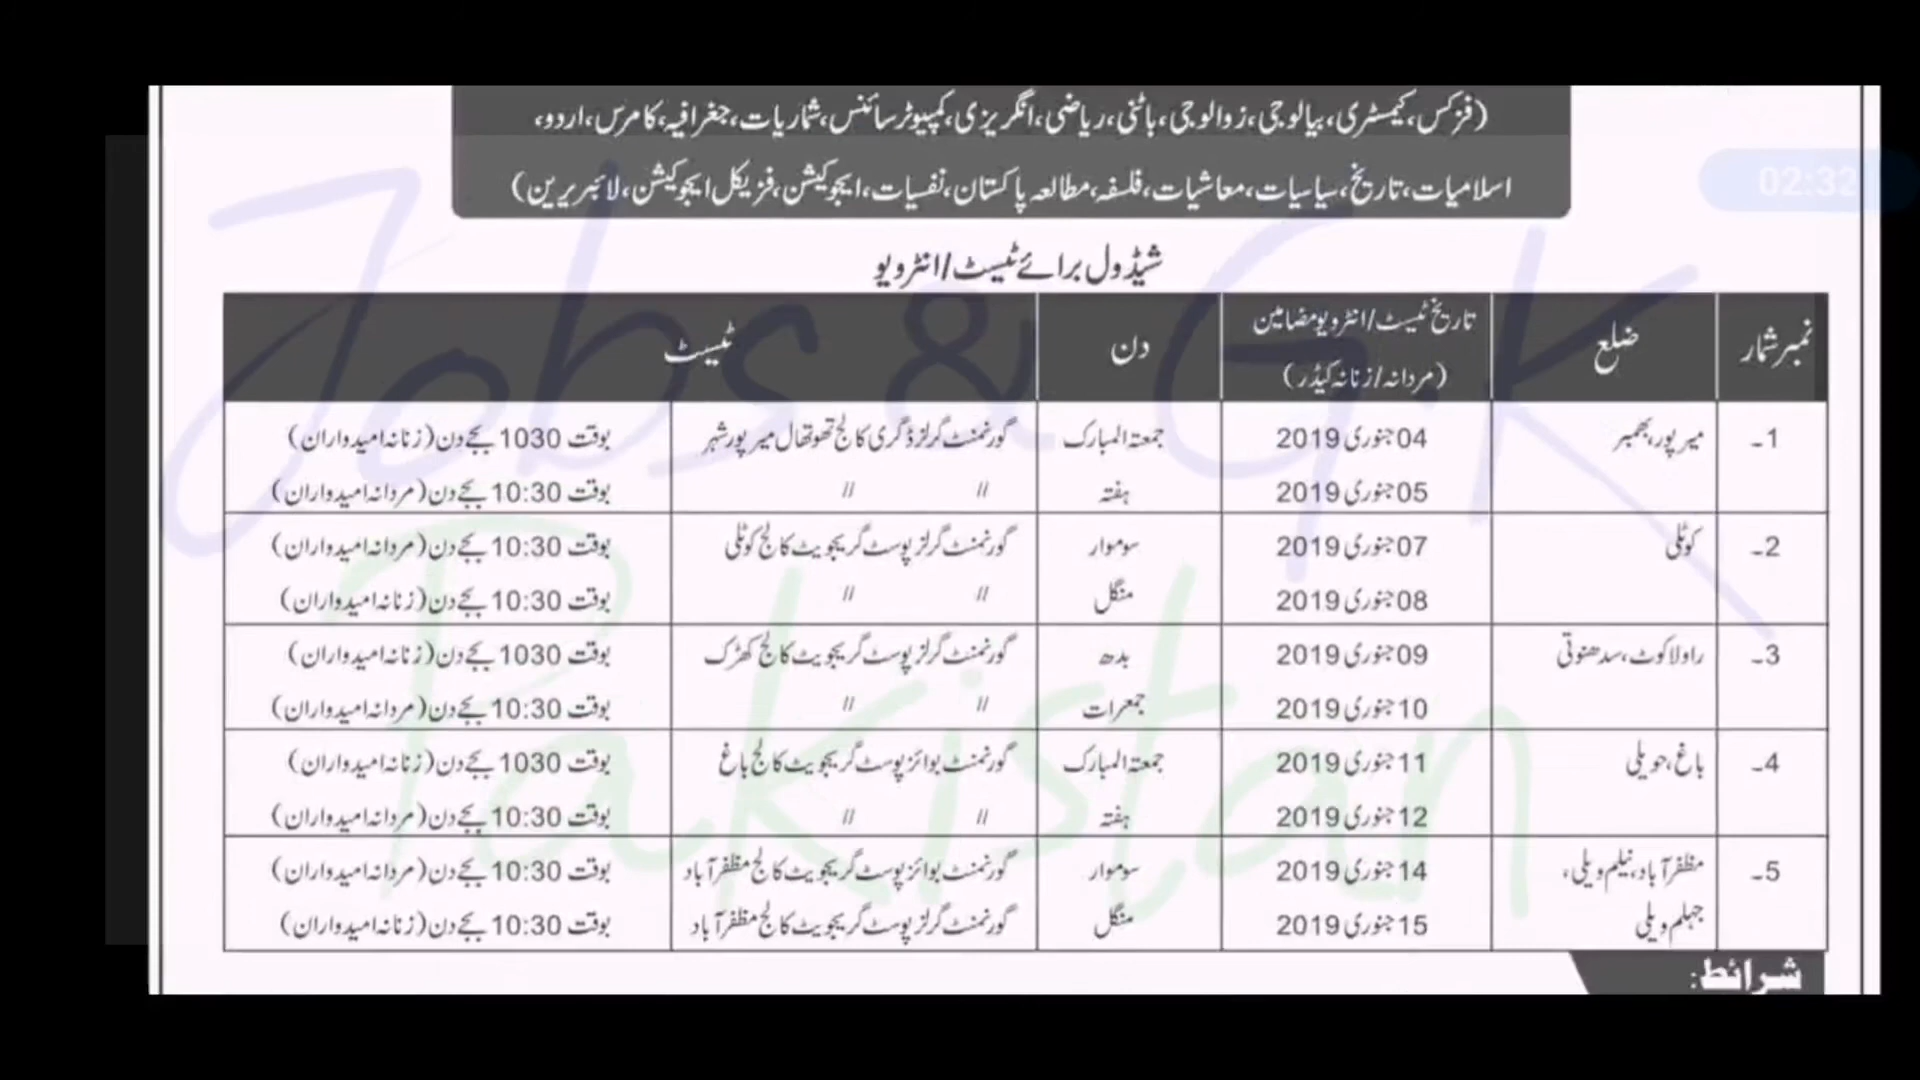 (فزکس، کیمسٹری، بیالوجی، زوالوجی، باٹنی، ریاضی، انگریزی، کمپیوٹر سائنس، شماریات، جغرافیہ، کامرس، اردو،
اسلامیات، تاریخ، سیاسیات، معاشیات، فلسفہ، مطالعہ پاکستان، نفسیات، ایجوکیشن، فزیکل ایجوکیشن، لائبریرین)
02:32
شیڈول برائے ٹیسٹ/انٹرویو
نمبر شمار ضلع تاریخ ٹیسٹ/انٹرویو مضامین (مردانہ/زنانہ کیڈر) دن ٹیسٹ
1۔ میرپور، بھمبر 04 جنوری 2019 جمعتہ المبارک گورنمنٹ گرلز ڈگری کالج تھوتھال میرپور شہر بوقت 1030 بجے دن (زنانہ امیدواران)
05 جنوری 2019 ہفتہ // // بوقت 10:30 بجے دن (مردانہ امیدواران)
2۔ کوٹلی 07 جنوری 2019 سوموار گورنمنٹ گرلز پوسٹ گریجویٹ کالج کوٹلی بوقت 10:30 بجے دن (مردانہ امیدواران)
08 جنوری 2019 منگل // // بوقت 10:30 بجے دن (زنانہ امیدواران)
3۔ راولاکوٹ، سدھنوتی 09 جنوری 2019 بدھ گورنمنٹ گرلز پوسٹ گریجویٹ کالج کھڑک بوقت 1030 بجے دن (زنانہ امیدواران)
10 جنوری 2019 جمعرات // // بوقت 10:30 بجے دن (مردانہ امیدواران)
4۔ باغ، حویلی 11 جنوری 2019 جمعتہ المبارک گورنمنٹ بوائز پوسٹ گریجویٹ کالج باغ بوقت 1030 بجے دن (زنانہ امیدواران)
12 جنوری 2019 ہفتہ // // بوقت 10:30 بجے دن (مردانہ امیدواران)
5۔ مظفرآباد، نیلم ویلی، 14 جنوری 2019 سوموار گورنمنٹ بوائز پوسٹ گریجویٹ کالج مظفرآباد بوقت 10:30 بجے دن (مردانہ امیدواران)
جہلم ویلی 15 جنوری 2019 منگل گورنمنٹ گرلز پوسٹ گریجویٹ کالج مظفرآباد بوقت 10:30 بجے دن (زنانہ امیدواران)
شرائط:
Jobs & GK
Pakistan